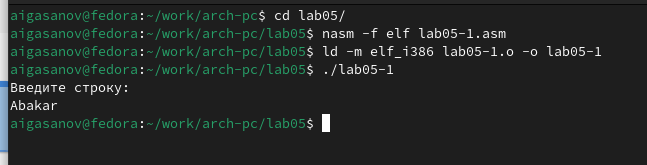 aigasanov@fedora:~/work/arch-pc$ cd lab05/
aigasanov@fedora:~/work/arch-pc/lab05$ nasm -f elf lab05-1.asm
aigasanov@fedora:~/work/arch-pc/lab05$ ld -m elf_i386 lab05-1.o -o lab05-1
aigasanov@fedora:~/work/arch-pc/lab05$ ./lab05-1
Введите строку:
Abakar
aigasanov@fedora:~/work/arch-pc/lab05$